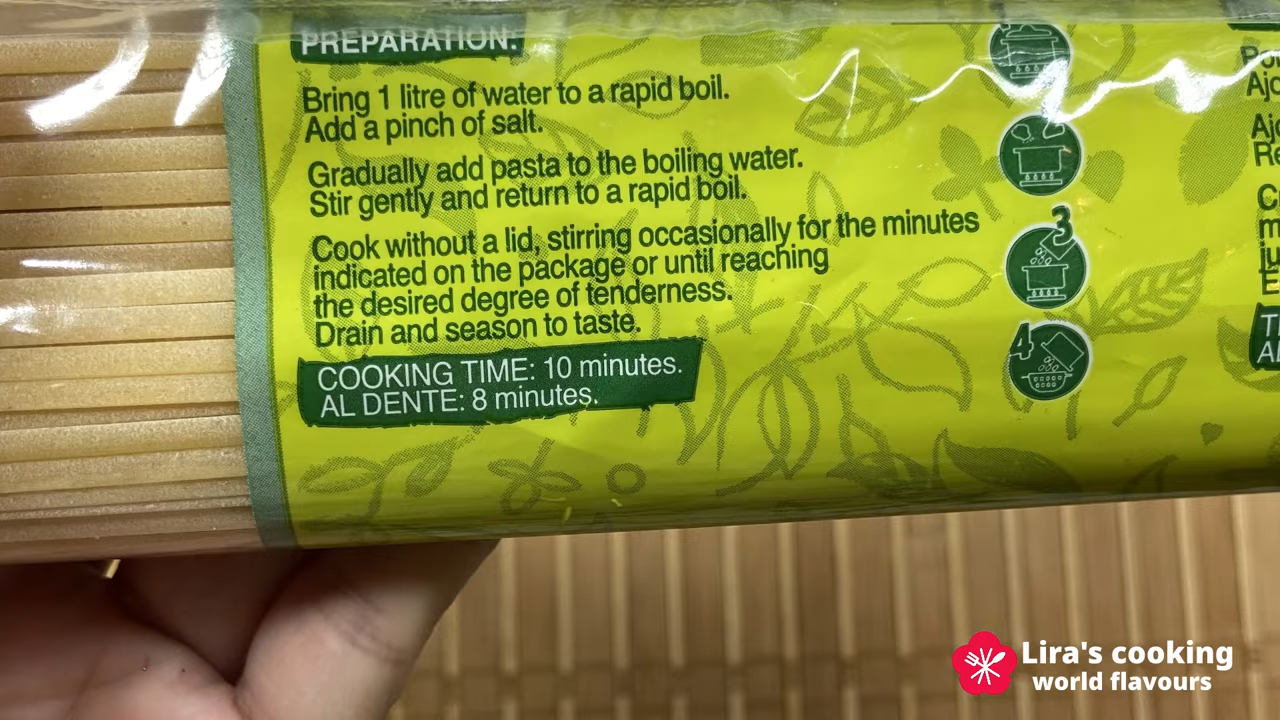 PREPARATION:
Bring 1 litre of water to a rapid boil.
Add a pinch of salt.
Gradually add pasta to the boiling water.
Stir gently and return to a rapid boil.
Cook without a lid, stirring occasionally for the minutes
indicated on the package or until reaching
the desired degree of tenderness.
Drain and season to taste.
COOKING TIME: 10 minutes.
AL DENTE: 8 minutes.
3
4
Lira's cooking
world flavours